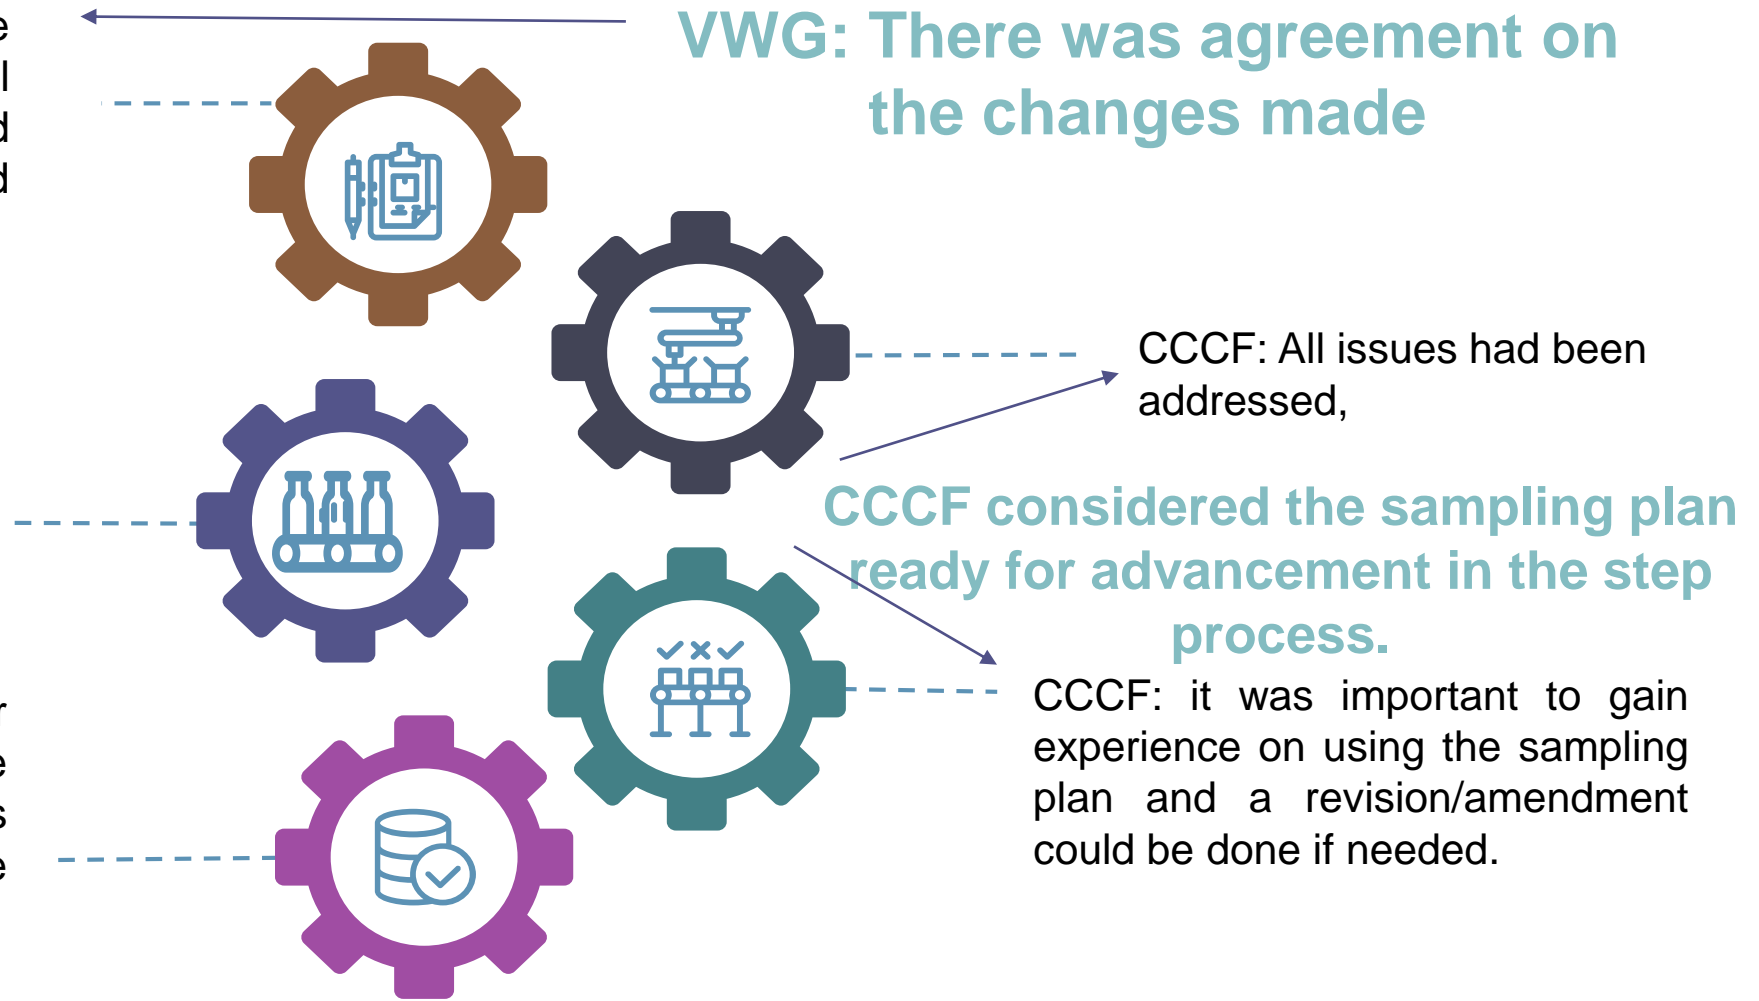 VWG: There was agreement on
the changes made
CCCF: All issues had been
addressed,
CCCF considered the sampling plan
ready for advancement in the step
process.
CCCF: it was important to gain
experience on using the sampling
plan and a revision/amendment
could be done if needed.